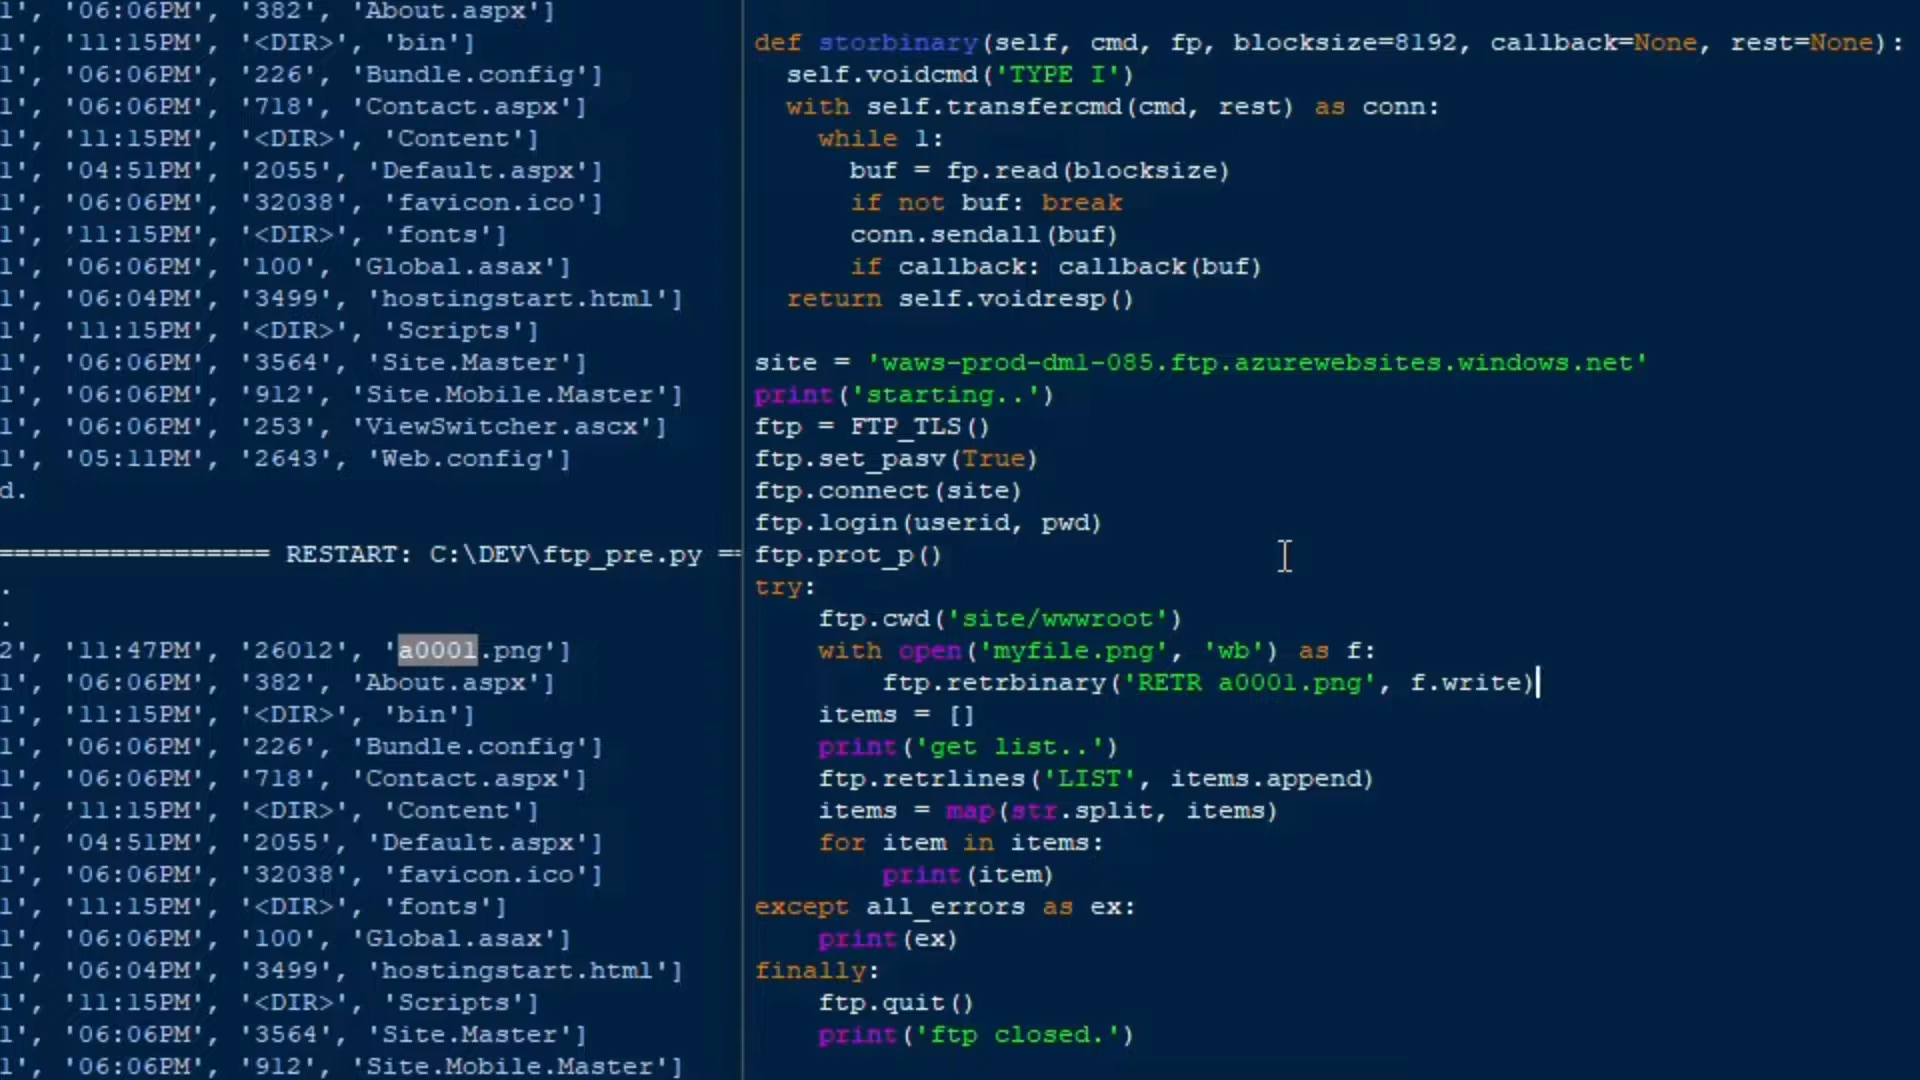 1', '06:06PM', '382', 'About.aspx']
1', '11:15PM', '<DIR>', 'bin']
1', '06:06PM', '226', 'Bundle.config']
1', '06:06PM', '718', 'Contact.aspx']
1', '11:15PM', '<DIR>', 'Content']
1', '04:51PM', '2055', 'Default.aspx']
1', '06:06PM', '32038', 'favicon.ico']
1', '11:15PM', '<DIR>', 'fonts']
1', '06:06PM', '100', 'Global.asax']
1', '06:04PM', '3499', 'hostingstart.html']
1', '11:15PM', '<DIR>', 'Scripts']
1', '06:06PM', '3564', 'Site.Master']
1', '06:06PM', '912', 'Site.Mobile.Master']
1', '06:06PM', '253', 'ViewSwitcher.ascx']
1', '05:11PM', '2643', 'Web.config']
d.
================= RESTART: C:\DEV\ftp_pre.py ==
.
.
2', '11:47PM', '26012', 'a0001.png']
1', '06:06PM', '382', 'About.aspx']
1', '11:15PM', '<DIR>', 'bin']
1', '06:06PM', '226', 'Bundle.config']
1', '06:06PM', '718', 'Contact.aspx']
1', '11:15PM', '<DIR>', 'Content']
1', '04:51PM', '2055', 'Default.aspx']
1', '06:06PM', '32038', 'favicon.ico']
1', '11:15PM', '<DIR>', 'fonts']
1', '06:06PM', '100', 'Global.asax']
1', '06:04PM', '3499', 'hostingstart.html']
1', '11:15PM', '<DIR>', 'Scripts']
1', '06:06PM', '3564', 'Site.Master']
1', '06:06PM', '912', 'Site.Mobile.Master']
def storbinary(self, cmd, fp, blocksize=8192, callback=None, rest=None):
  self.voidcmd('TYPE I')
  with self.transfercmd(cmd, rest) as conn:
    while 1:
      buf = fp.read(blocksize)
      if not buf: break
      conn.sendall(buf)
      if callback: callback(buf)
  return self.voidresp()
site = 'waws-prod-dm1-085.ftp.azurewebsites.windows.net'
print('starting..')
ftp = FTP_TLS()
ftp.set_pasv(True)
ftp.connect(site)
ftp.login(userid, pwd)
ftp.prot_p()
try:
    ftp.cwd('site/wwwroot')
    with open('myfile.png', 'wb') as f:
        ftp.retrbinary('RETR a0001.png', f.write)
    items = []
    print('get list..')
    ftp.retrlines('LIST', items.append)
    items = map(str.split, items)
    for item in items:
        print(item)
except all_errors as ex:
    print(ex)
finally:
    ftp.quit()
    print('ftp closed.')